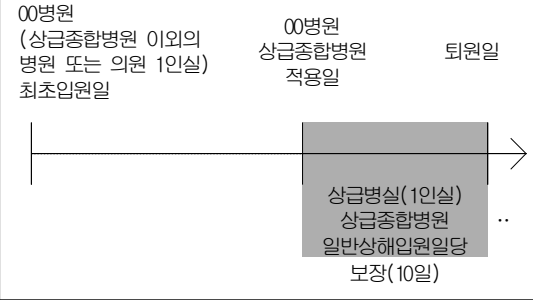 00병원
(상급종합병원 이외의
병원 또는 의원 1인실)
최초입원일
00병원
상급종합병원
적용일
퇴원일
상급병실(1인실)
상급종합병원
일반상해입원일당
보장(10일)
..